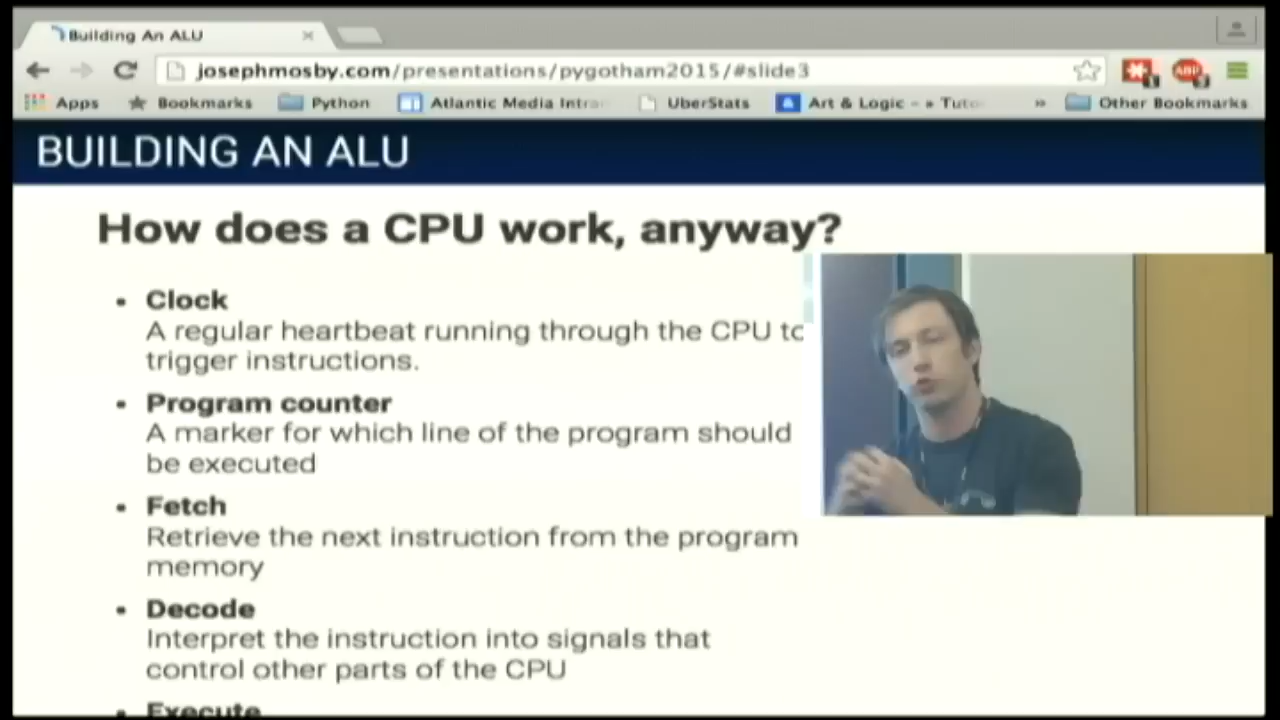 Building An ALU
josephmosby.com/presentations/pygotham2015/#slide3
Apps Bookmarks Python Atlantic Media Intra UberStats Art & Logic - » Tuto » Other Bookmarks
ABP
BUILDING AN ALU
How does a CPU work, anyway?
• Clock
A regular heartbeat running through the CPU to
trigger instructions.
• Program counter
A marker for which line of the program should
be executed
• Fetch
Retrieve the next instruction from the program
memory
• Decode
Interpret the instruction into signals that
control other parts of the CPU
• Execute